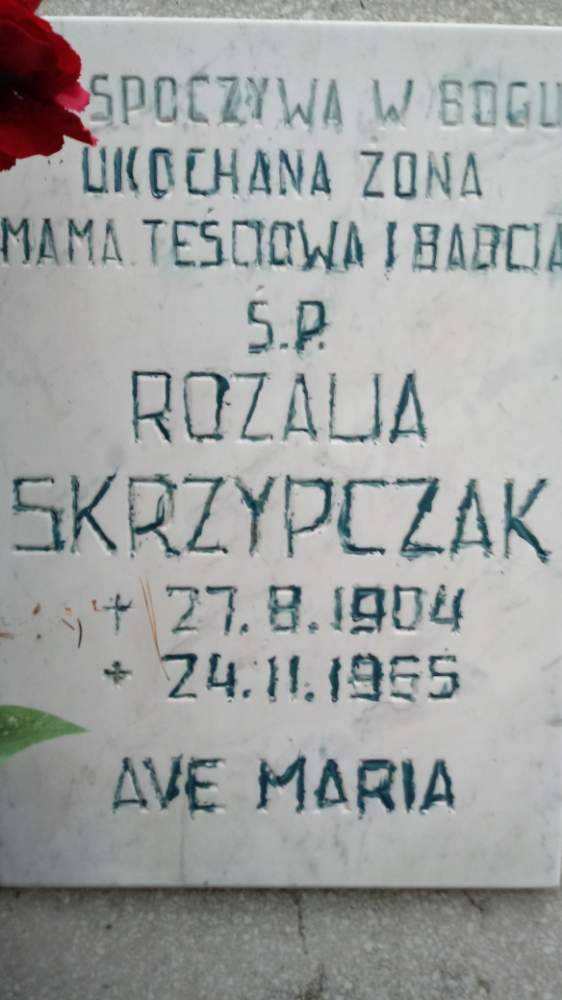 SPOCZYWA W BOGU
UKOCHANA ŻONA
MAMA TEŚCIOWA I BABCIA
Ś.P.
ROZALIA
SKRZYPCZAK
+ 27.8.1904
+ 24.11.1965
AVE MARIA